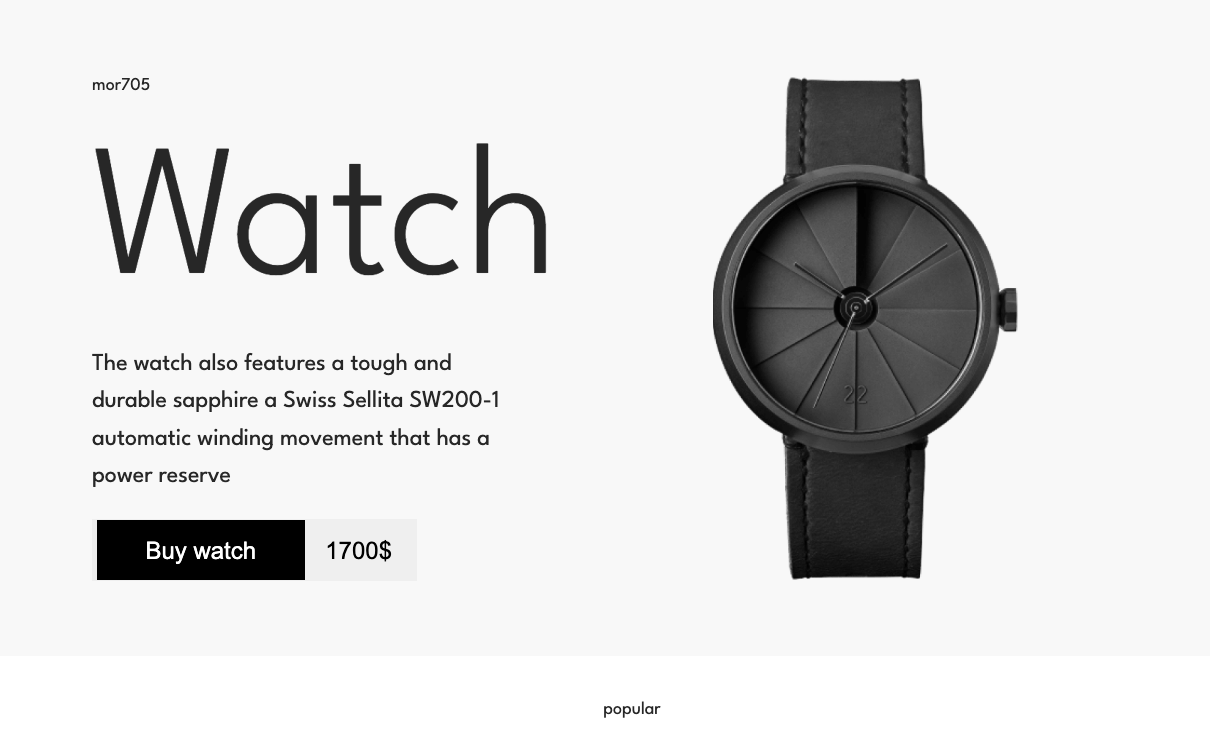 mor705
Watch
The watch also features a tough and
durable sapphire a Swiss Sellita SW200-1
automatic winding movement that has a
power reserve
Buy watch 1700$
22
popular